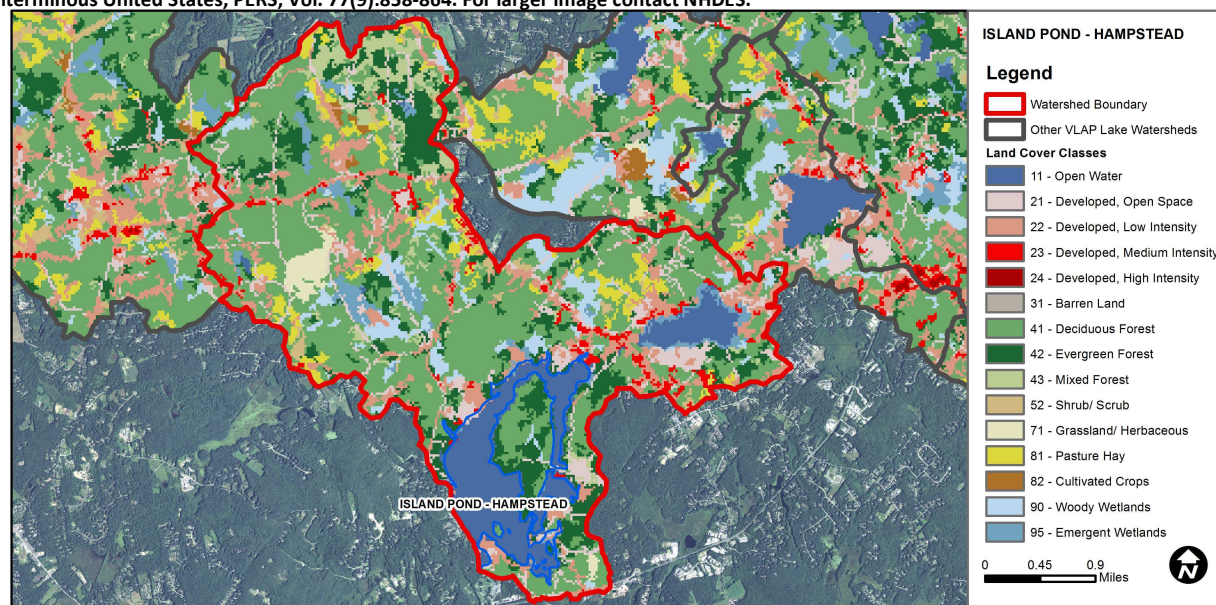 nterminous United States, PERS, Vol. 77(9):858-864. For larger image contact NHDES.
ISLAND POND - HAMPSTEAD
Legend
Watershed Boundary
Other VLAP Lake Watersheds
Land Cover Classes
11 - Open Water
21 - Developed, Open Space
22 - Developed, Low Intensity
23 - Developed, Medium Intensity
24 - Developed, High Intensity
31 - Barren Land
41 - Deciduous Forest
42 - Evergreen Forest
43 - Mixed Forest
52 - Shrub/ Scrub
71 - Grassland/ Herbaceous
81 - Pasture Hay
82 - Cultivated Crops
90 - Woody Wetlands
95 - Emergent Wetlands
0 0.45 0.9
Miles
N
ISLAND POND - HAMPSTEAD